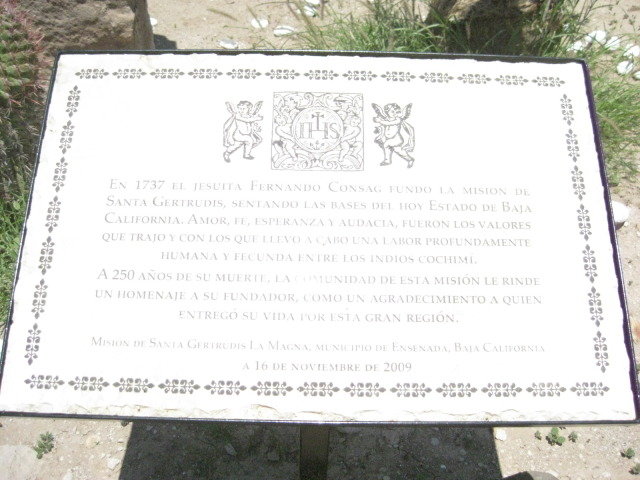 IHS
EN 1737 EL JESUITA FERNANDO CONSAG FUNDO LA MISION DE
SANTA GERTRUDIS, SENTANDO LAS BASES DEL HOY ESTADO DE BAJA
CALIFORNIA. AMOR, FE, ESPERANZA Y AUDACIA, FUERON LOS VALORES
QUE TRAJO Y CON LOS QUE LLEVO A CABO UNA LABOR PROFUNDAMENTE
HUMANA Y FECUNDA ENTRE LOS INDIOS COCHIMÍ.
A 250 AÑOS DE SU MUERTE, LA COMUNIDAD DE ESTA MISIÓN LE RINDE
UN HOMENAJE A SU FUNDADOR, COMO UN AGRADECIMIENTO A QUIEN
ENTREGÓ SU VIDA POR ESTA GRAN REGIÓN.
MISION DE SANTA GERTRUDIS LA MAGNA, MUNICIPIO DE ENSENADA, BAJA CALIFORNIA
A 16 DE NOVIEMBRE DE 2009